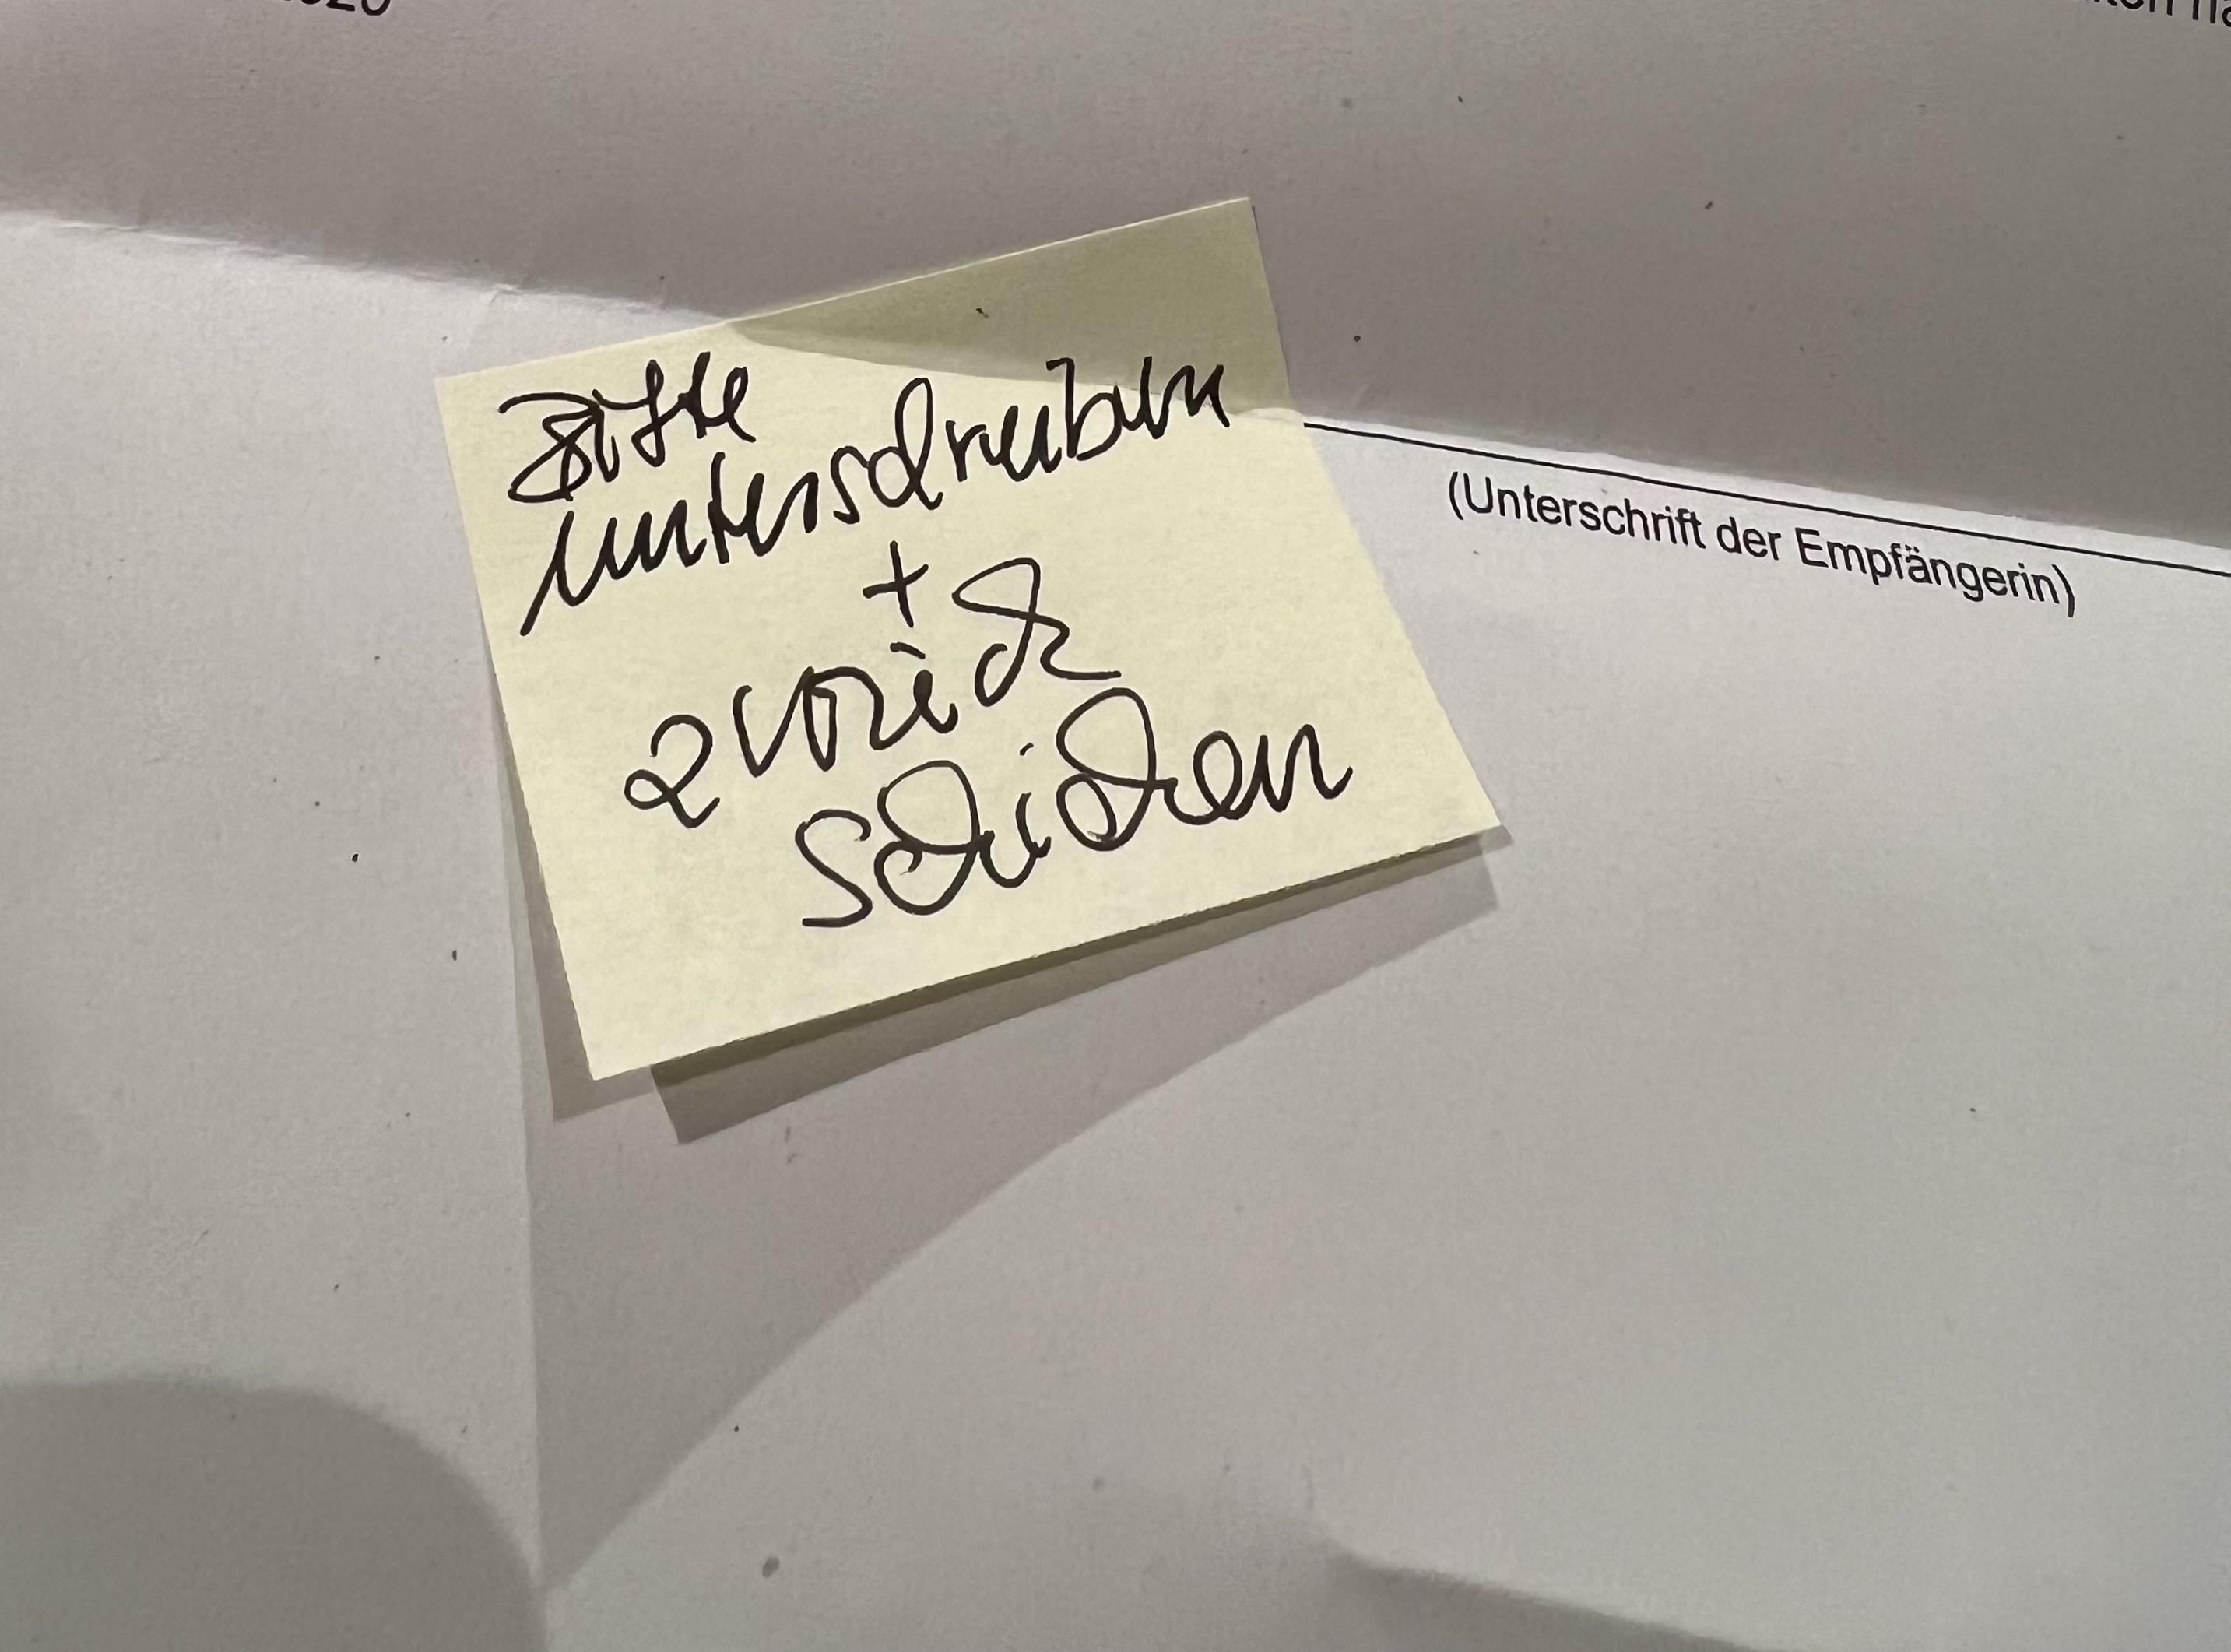 Bitte
unterschreiben
+
zurück
schicken
(Unterschrift der Empfängerin)